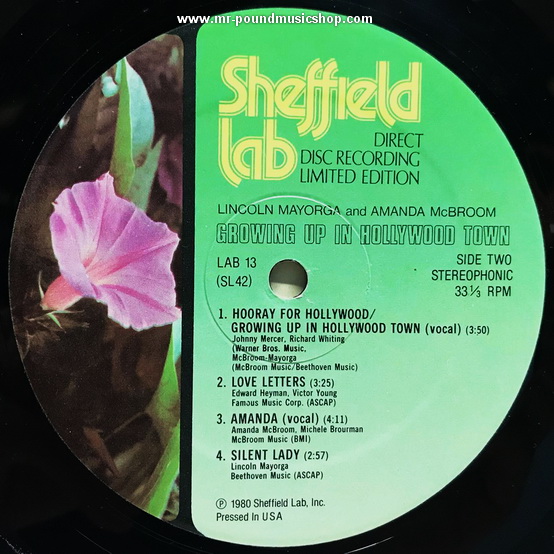 www.mr-poundmusicshop.com
Sheffield
Lab
DIRECT
DISC RECORDING
LIMITED EDITION
LINCOLN MAYORGA and AMANDA McBROOM
GROWING UP IN HOLLYWOOD TOWN
LAB 13
(SL42)
SIDE TWO
STEREOPHONIC
33 1/3 RPM
1. HOORAY FOR HOLLYWOOD/
GROWING UP IN HOLLYWOOD TOWN (vocal) (3:50)
Johnny Mercer, Richard Whiting
(Warner Bros. Music,
McBroom-Mayorga
(McBroom Music/Beethoven Music)
2. LOVE LETTERS (3:25)
Edward Heyman, Victor Young
Famous Music Corp. (ASCAP)
3. AMANDA (vocal) (4:11)
Amanda McBroom, Michele Brourman
McBroom Music (BMI)
4. SILENT LADY (2:57)
Lincoln Mayorga
Beethoven Music (ASCAP)
℗ 1980 Sheffield Lab, Inc.
Pressed In USA